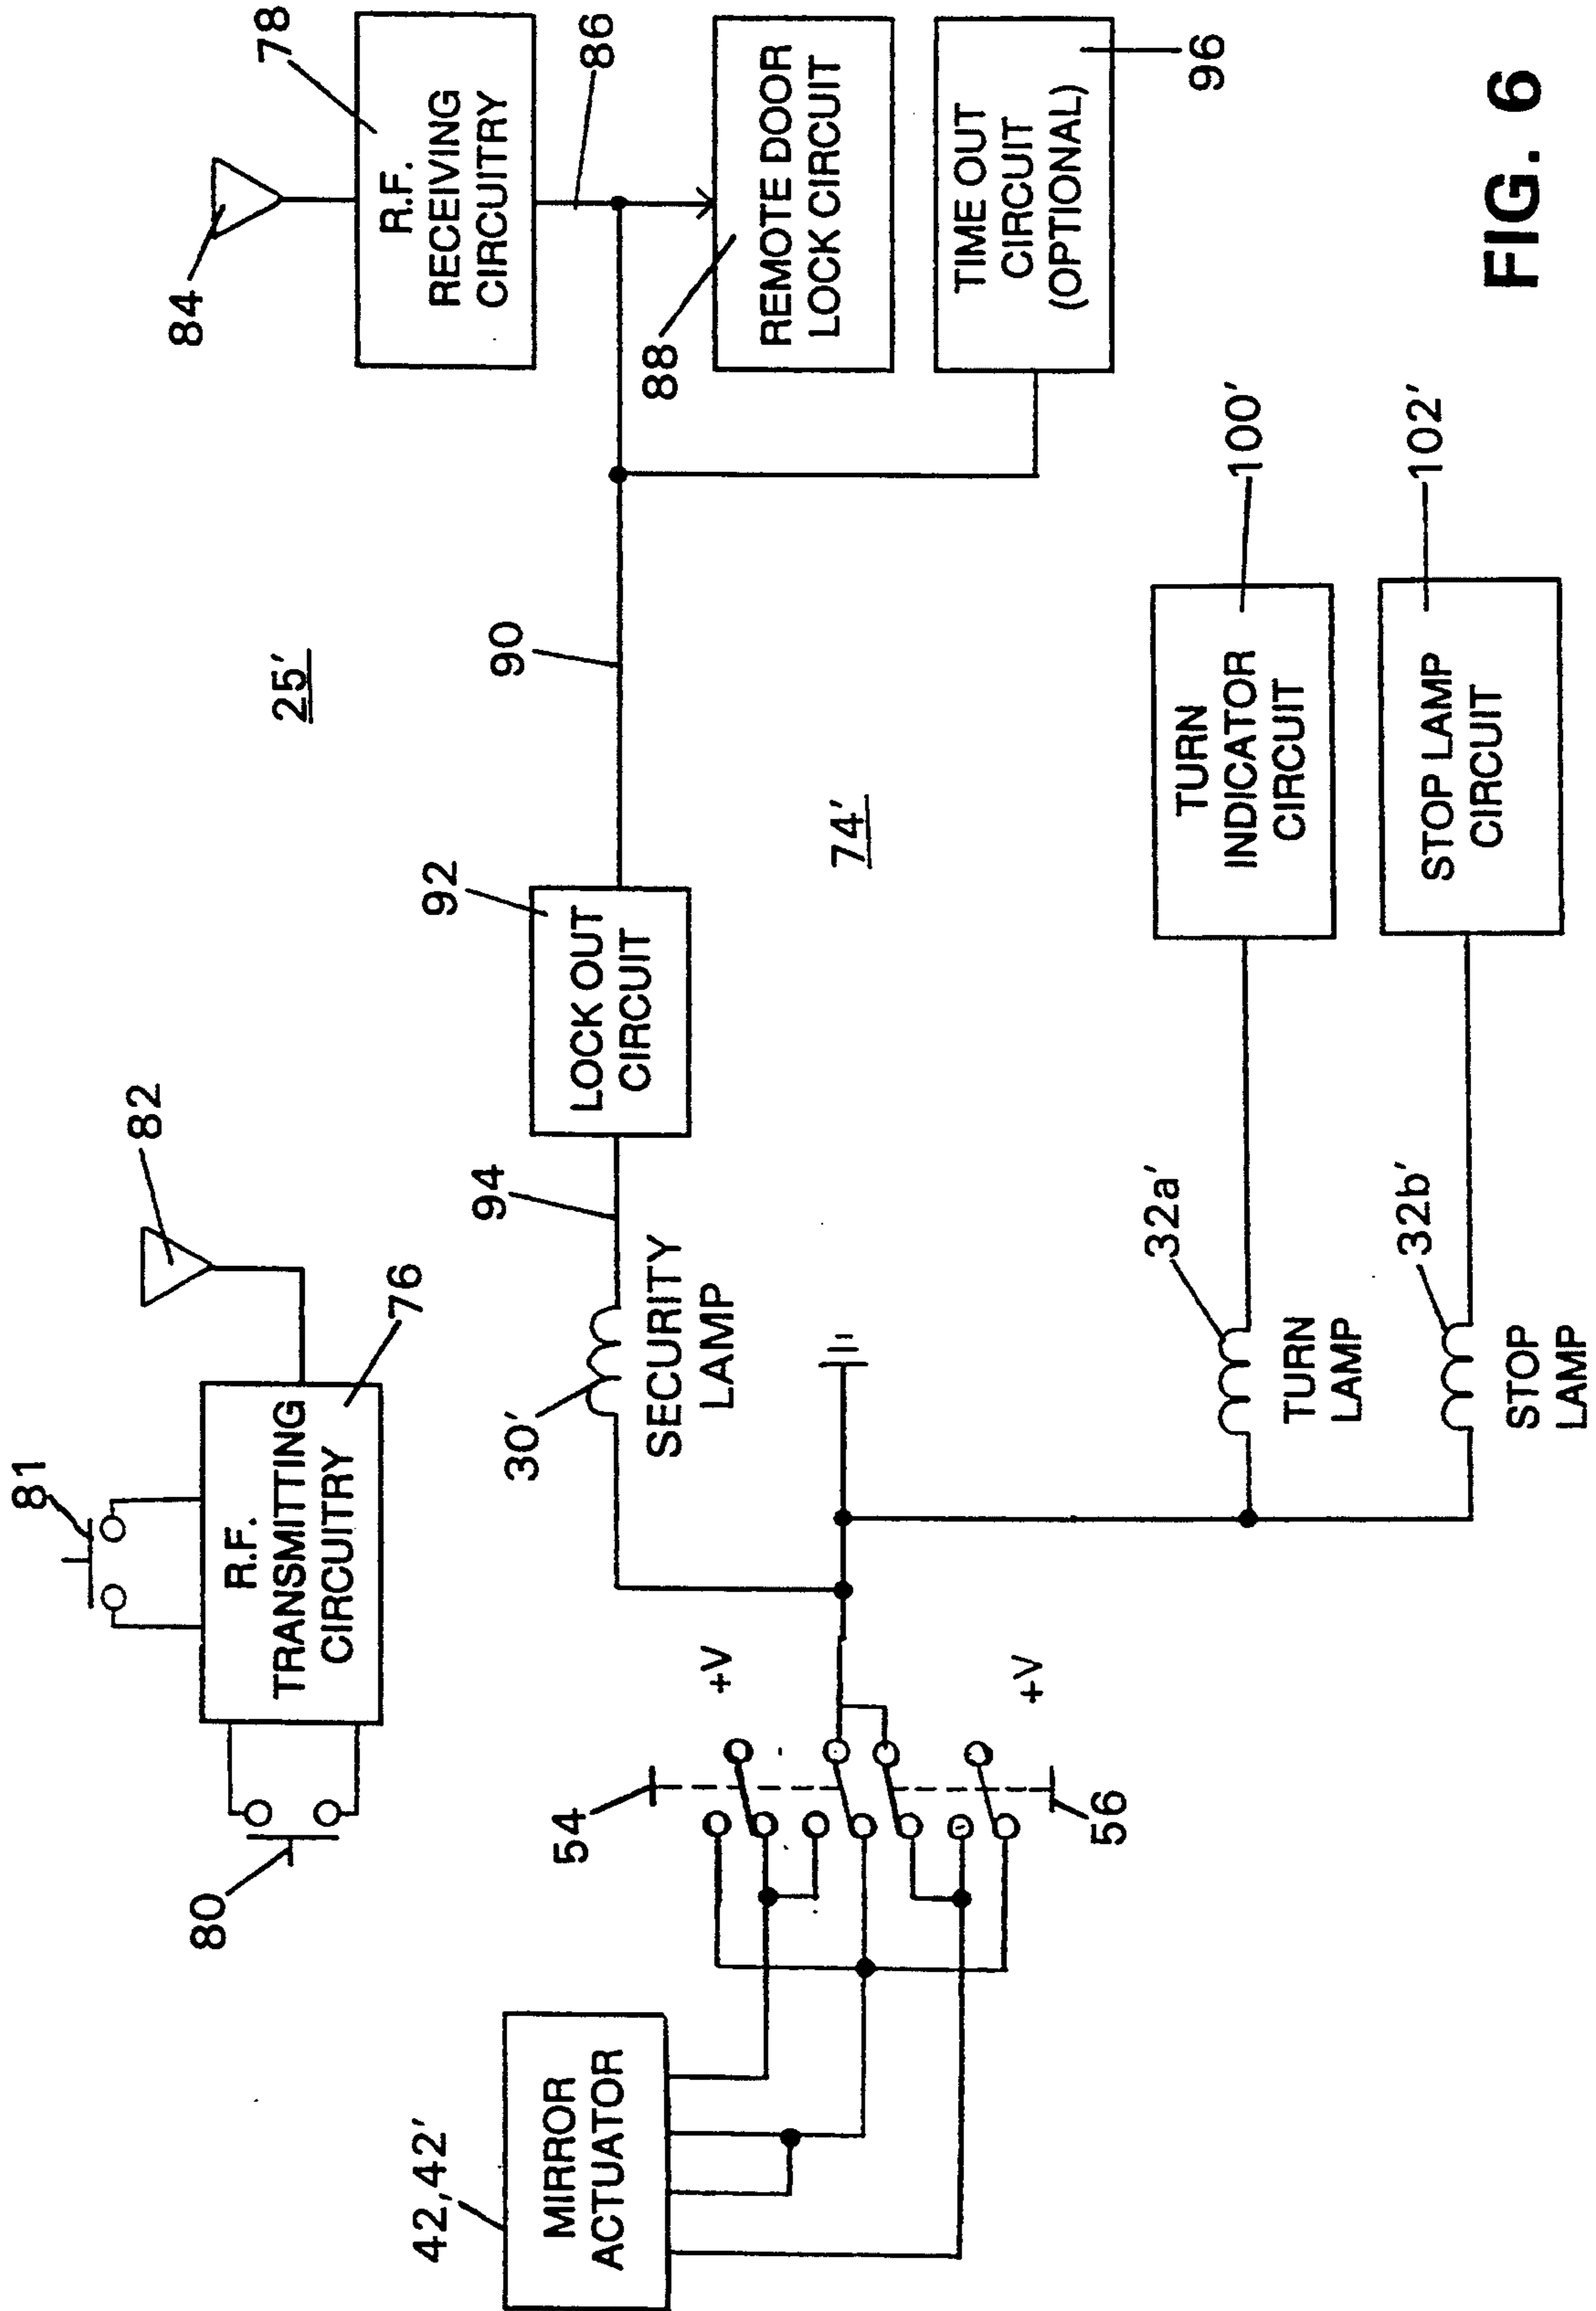 81
82
80
R.F.
TRANSMITTING
CIRCUITRY
76
84
78
R.F.
RECEIVING
CIRCUITRY
86
25'
42,42'
MIRROR
ACTUATOR
54
+V
56
+V
30'
SECURITY
LAMP
94
92
LOCK OUT
CIRCUIT
90
88
REMOTE DOOR
LOCK CIRCUIT
TIME OUT
CIRCUIT
(OPTIONAL)
96
74'
32a'
TURN
LAMP
TURN
INDICATOR
CIRCUIT
100'
32b'
STOP
LAMP
STOP LAMP
CIRCUIT
102'
FIG. 6